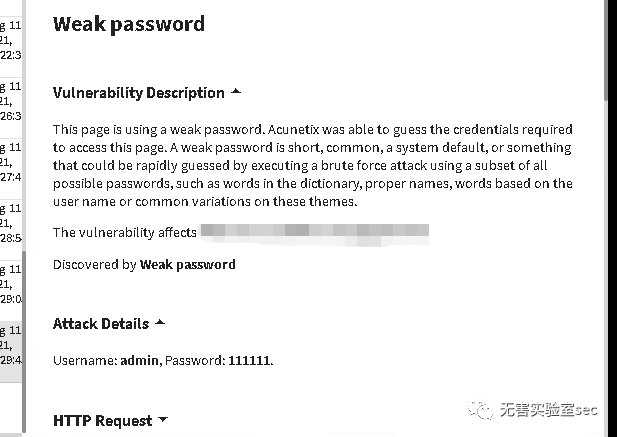 Weak password
g 11
21,
22:3
Vulnerability Description
g 11
21,
26:3
This page is using a weak password. Acunetix was able to guess the credentials required
to access this page. A weak password is short, common, a system default, or something
that could be rapidly guessed by executing a brute force attack using a subset of all
possible passwords, such as words in the dictionary, proper names, words based on the
user name or common variations on these themes.
g 11
21,
27:4
The vulnerability affects
g 11
21,
28:5
Discovered by Weak password
g 11
21,
29:0
Attack Details
g 11
21,
29:4
Username: admin, Password: 111111.
HTTP Request
无害实验室sec